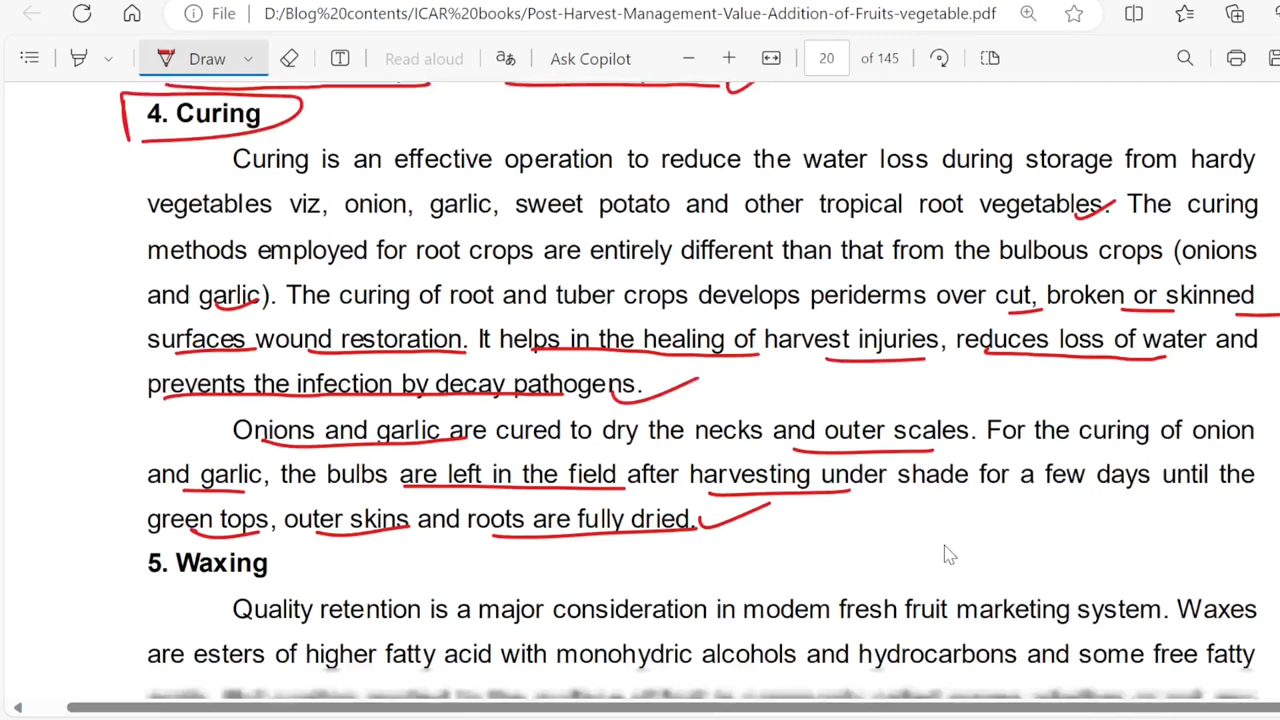 File D:/Blog%20contents/ICAR%20books/Post-Harvest-Management-Value-Addition-of-Fruits-vegetable.pdf
Draw Read aloud aあ Ask Copilot 20 of 145
4. Curing
Curing is an effective operation to reduce the water loss during storage from hardy
vegetables viz, onion, garlic, sweet potato and other tropical root vegetables. The curing
methods employed for root crops are entirely different than that from the bulbous crops (onions
and garlic). The curing of root and tuber crops develops periderms over cut, broken or skinned
surfaces wound restoration. It helps in the healing of harvest injuries, reduces loss of water and
prevents the infection by decay pathogens.
Onions and garlic are cured to dry the necks and outer scales. For the curing of onion
and garlic, the bulbs are left in the field after harvesting under shade for a few days until the
green tops, outer skins and roots are fully dried.
5. Waxing
Quality retention is a major consideration in modem fresh fruit marketing system. Waxes
are esters of higher fatty acid with monohydric alcohols and hydrocarbons and some free fatty